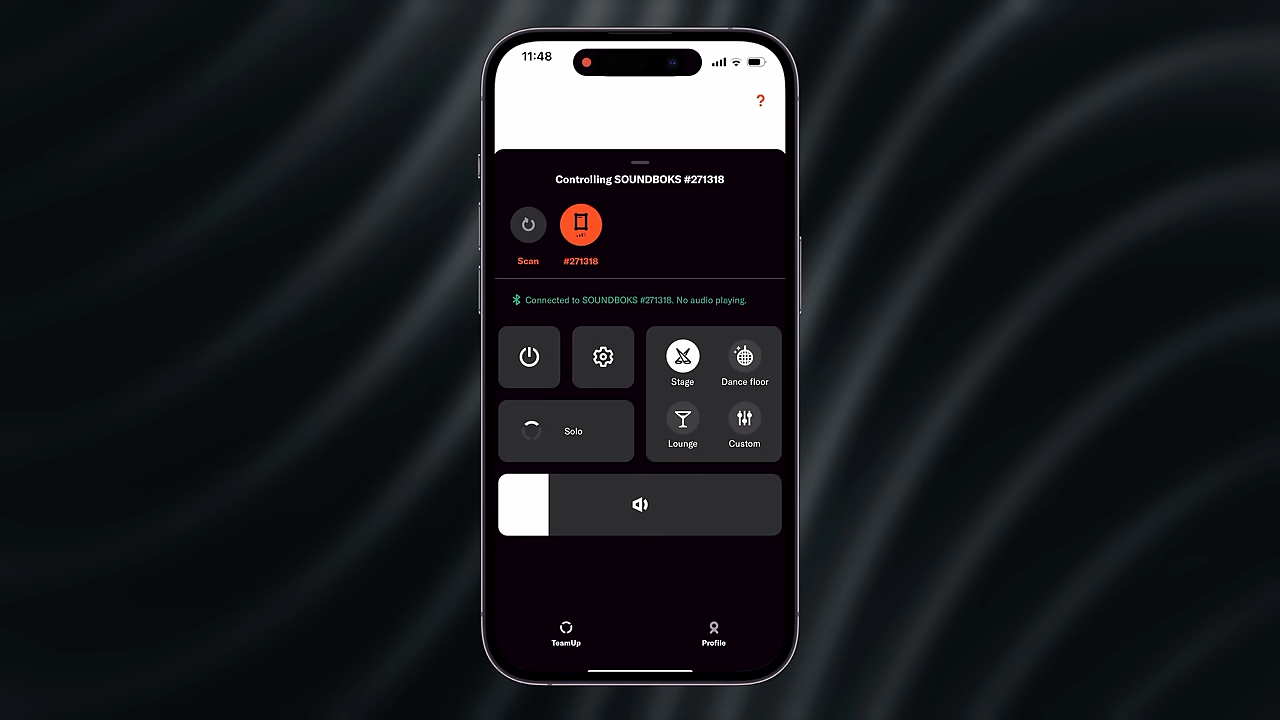 11:48
?
Controlling SOUNDBOKS #271318
Scan
#271318
Connected to SOUNDBOKS #271318. No audio playing.
Stage
Dance floor
Solo
Lounge
Custom
TeamUp
Profile